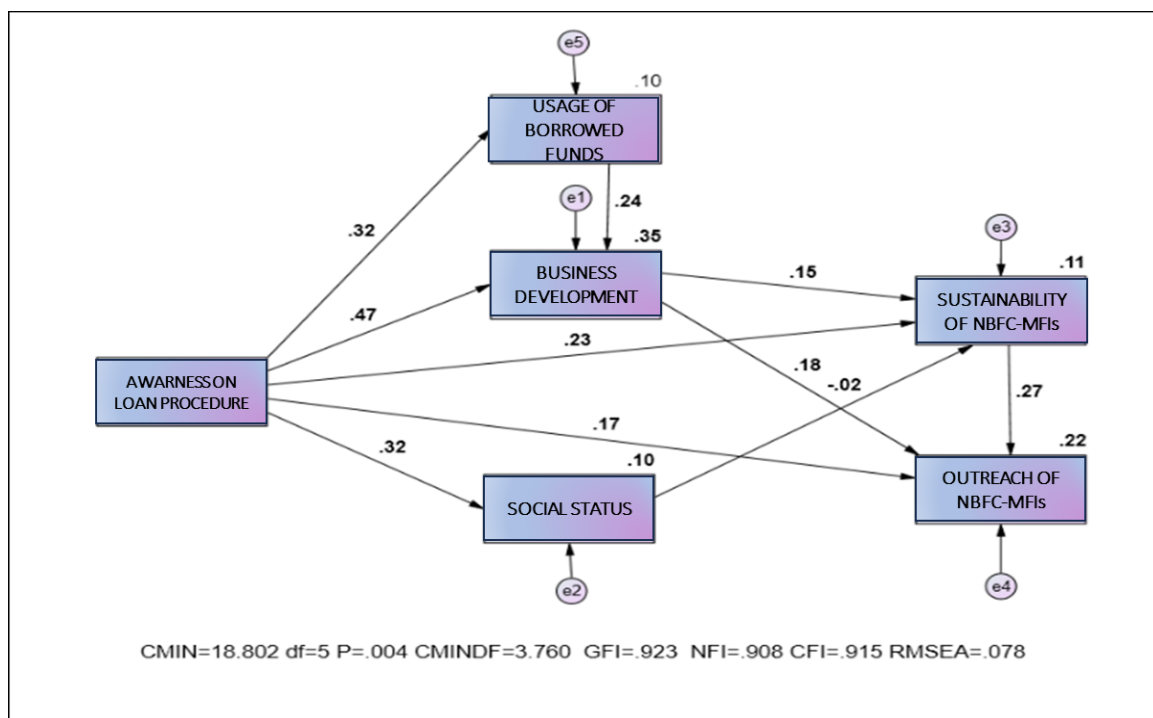 e5
.10
USAGE OF
BORROWED
FUNDS
.24
e1
.32
.35
BUSINESS
DEVELOPMENT
e3
.11
.15
SUSTAINABILITY
OF NBFC-MFIs
.47
.23
.18
-.02
.27
AWARNESS ON
LOAN PROCEDURE
.17
.22
.32
.10
SOCIAL STATUS
OUTREACH OF
NBFC-MFIs
e2
e4
CMIN=18.802 df=5 P=.004 CMINDF=3.760 GFI=.923 NFI=.908 CFI=.915 RMSEA=.078